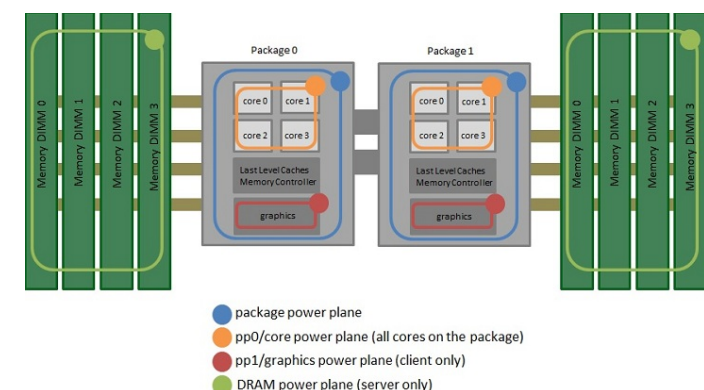 Package 0
Package 1
Memory DIMM 0
Memory DIMM 1
Memory DIMM 2
Memory DIMM 3
core 0
core 1
core 2
core 3
Last Level Caches
Memory Controller
graphics
core 0
core 1
core 2
core 3
Last Level Caches
Memory Controller
graphics
Memory DIMM 0
Memory DIMM 1
Memory DIMM 2
Memory DIMM 3
package power plane
pp0/core power plane (all cores on the package)
pp1/graphics power plane (client only)
DRAM power plane (server only)